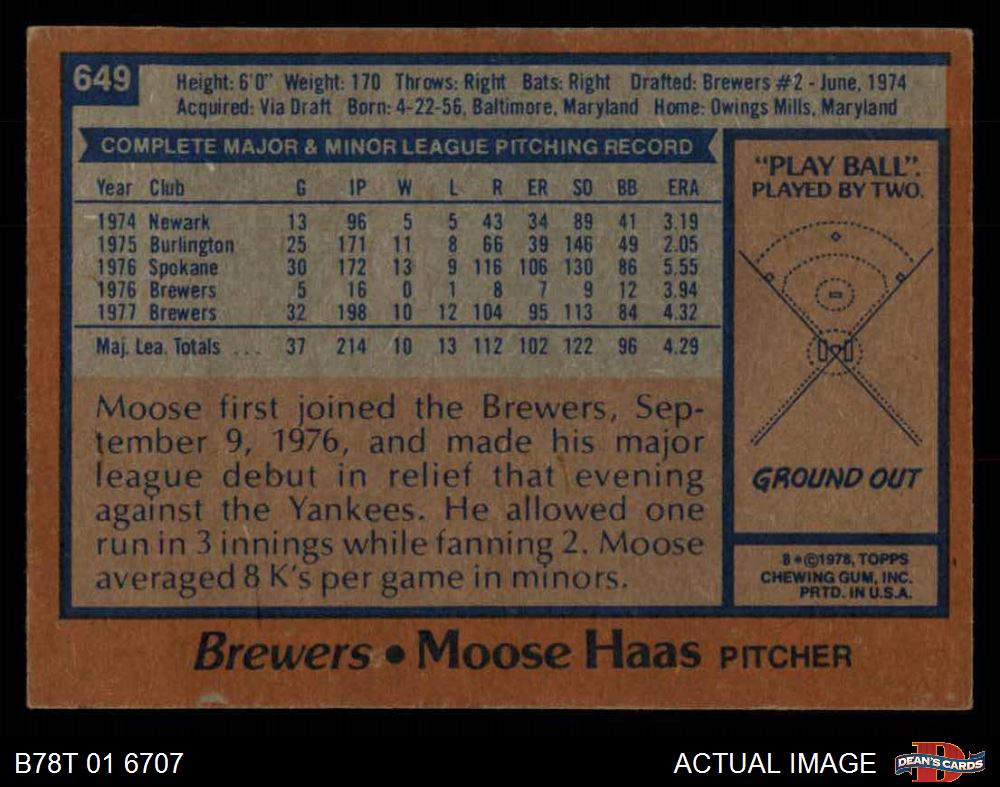 649
Height: 6'0" Weight: 170 Throws: Right Bats: Right Drafted: Brewers #2 - June, 1974
Acquired: Via Draft Born: 4-22-56, Baltimore, Maryland Home: Owings Mills, Maryland
COMPLETE MAJOR & MINOR LEAGUE PITCHING RECORD
Year Club G IP W L R ER SO BB ERA
1974 Newark 13 96 5 5 43 34 89 41 3.19
1975 Burlington 25 171 11 8 66 39 146 49 2.05
1976 Spokane 30 172 13 9 116 106 130 86 5.55
1976 Brewers 5 16 0 1 8 7 9 12 3.94
1977 Brewers 32 198 10 12 104 95 113 84 4.32
Maj. Lea. Totals ... 37 214 10 13 112 102 122 96 4.29
Moose first joined the Brewers, Sep-
tember 9, 1976, and made his major
league debut in relief that evening
against the Yankees. He allowed one
run in 3 innings while fanning 2. Moose
averaged 8 K's per game in minors.
"PLAY BALL".
PLAYED BY TWO.
GROUND OUT
8*©1978, TOPPS
CHEWING GUM, INC.
PRTD. IN U.S.A.
Brewers • Moose Haas PITCHER
B78T 01 6707
ACTUAL IMAGE
DEAN'S CARDS